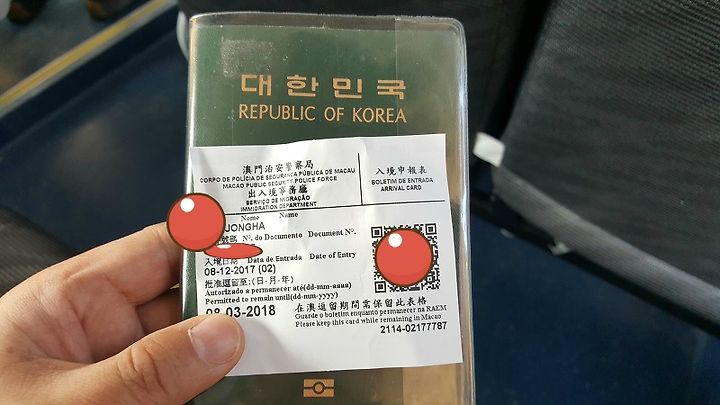 대한민국
REPUBLIC OF KOREA
澳門治安警察局
CORPO DE POLÍCIA DE SEGURANÇA PÚBLICA DE MACAU
MACAO PUBLIC SECURITY POLICE FORCE
出入境事務廳
SERVIÇO DE MIGRAÇÃO
IMMIGRATION DEPARTMENT
入境申報表
BOLETIM DE ENTRADA
ARRIVAL CARD
Nome Name
JONGHA
號碼 Nº. do Documento Document Nº.
入境日期 Data de Entrada Date of Entry
08-12-2017 (02)
批准逗留至:(日-月-年)
Autorizado a permanecer até(dd-mm-aaaa)
Permitted to remain until(dd-mm-yyyy)
08-03-2018
在澳逗留期間需保留此表格
Guarde o boletim enquanto permanecer na RAEM
Please keep this card while remaining in Macao
2114-02177787